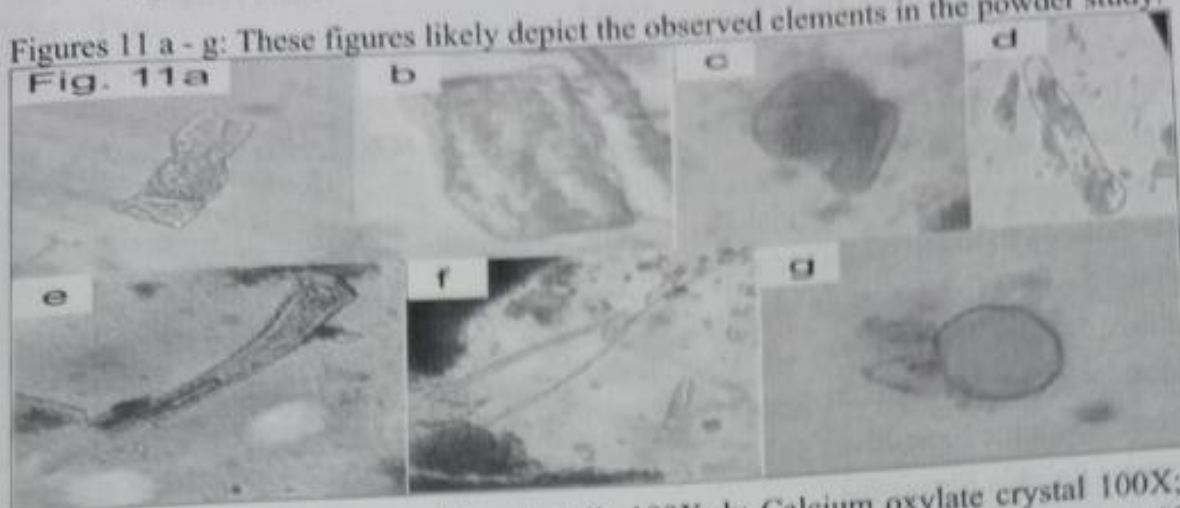 Figures 11 a - g: These figures likely depict the observed elements in the powder study.
Fig. 11a
b
c
d
e
f
g
Calcium oxylate crystal 100X;